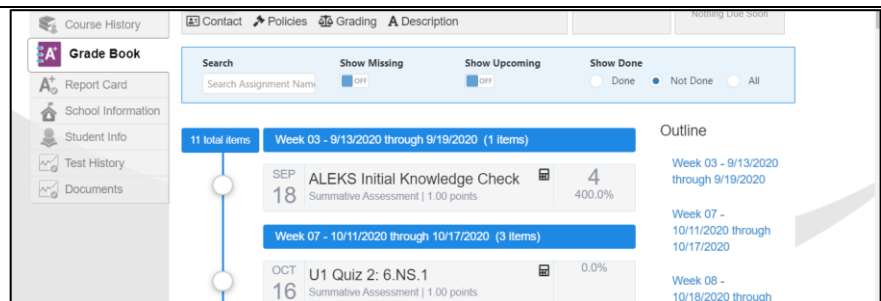 Course History
Grade Book
Report Card
School Information
Student Info
Test History
Documents
Contact Policies Grading A Description
Nothing Due Soon
Search
Search Assignment Name
Show Missing
OFF
Show Upcoming
OFF
Show Done
Done Not Done All
11 total items
Week 03 - 9/13/2020 through 9/19/2020 (1 items)
SEP
18
ALEKS Initial Knowledge Check
Summative Assessment | 1.00 points
4
400.0%
Week 07 - 10/11/2020 through 10/17/2020 (3 items)
OCT
16
U1 Quiz 2: 6.NS.1
Summative Assessment | 1.00 points
0.0%
Outline
Week 03 - 9/13/2020
through 9/19/2020
Week 07 -
10/11/2020 through
10/17/2020
Week 08 -
10/18/2020 through